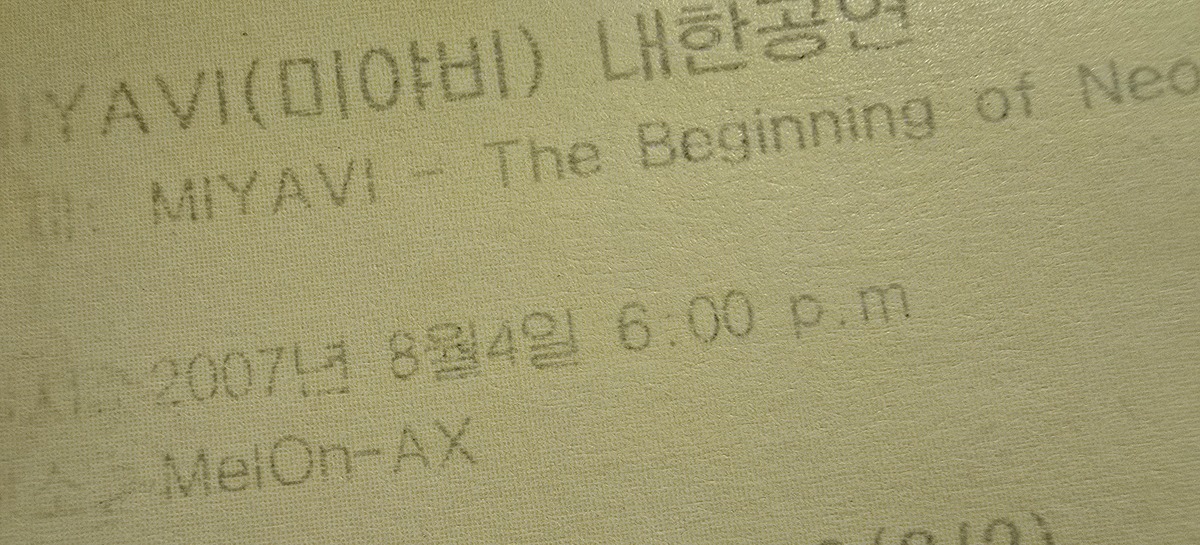 MIYAVI(미야비) 내한공연
MIYAVI - The Beginning of Neo
2007년 8월4일 6:00 p.m
MelOn-AX